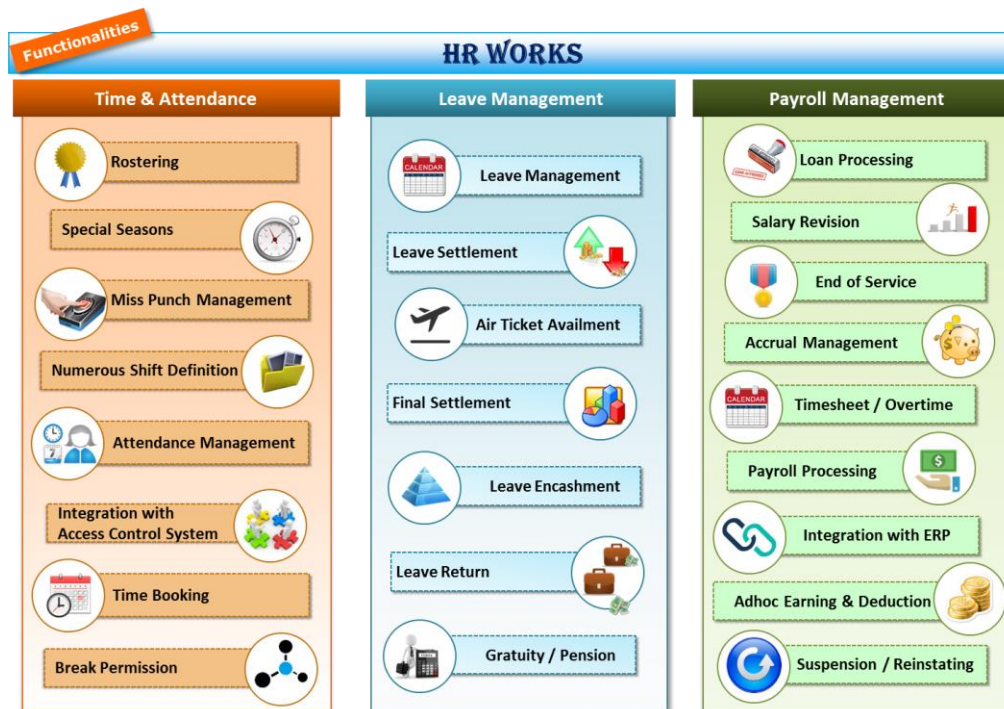 Functionalities
HR WORKS
Time & Attendance
Rostering
Special Seasons
Miss Punch Management
Numerous Shift Definition
Attendance Management
Integration with
Access Control System
Time Booking
Break Permission
Leave Management
CALENDAR
Leave Management
Leave Settlement
Air Ticket Availment
Final Settlement
Leave Encashment
Leave Return
Gratuity / Pension
Payroll Management
Loan Processing
Salary Revision
End of Service
Accrual Management
CALENDAR
Timesheet / Overtime
Payroll Processing
Integration with ERP
Adhoc Earning & Deduction
Suspension / Reinstating